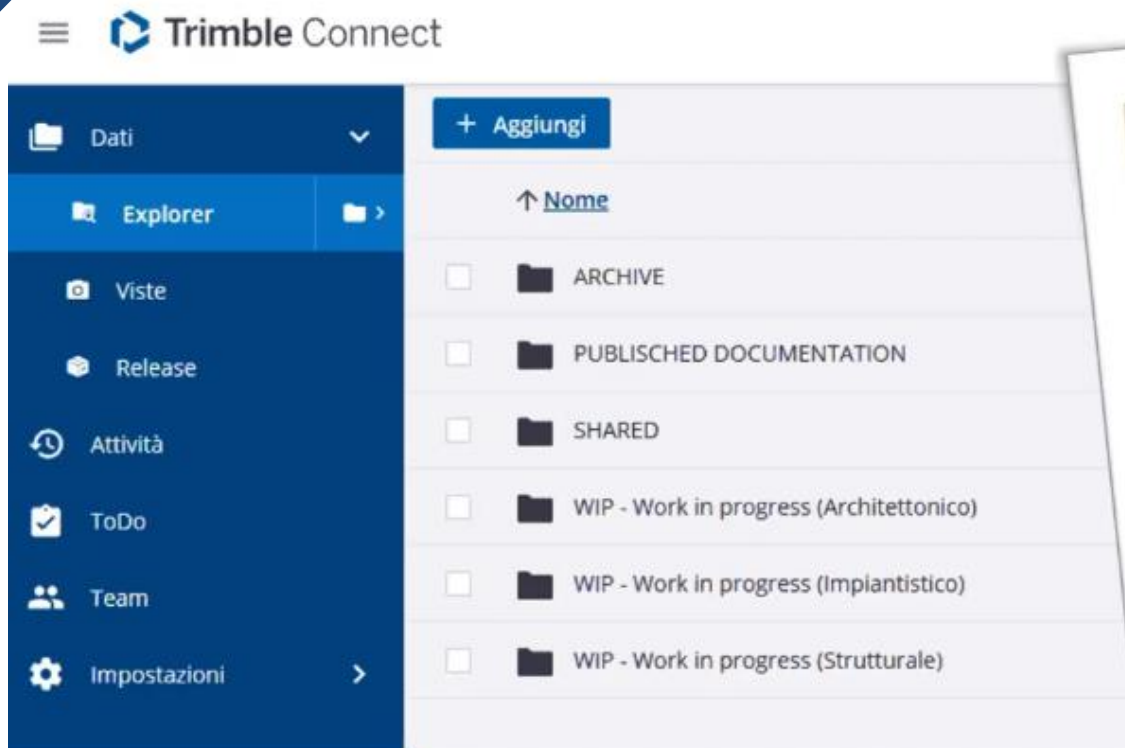 Trimble Connect
Dati
Explorer
Viste
Release
Attività
ToDo
Team
Impostazioni
+ Aggiungi
↑ Nome
ARCHIVE
PUBLISCHED DOCUMENTATION
SHARED
WIP - Work in progress (Architettonico)
WIP - Work in progress (Impiantistico)
WIP - Work in progress (Strutturale)